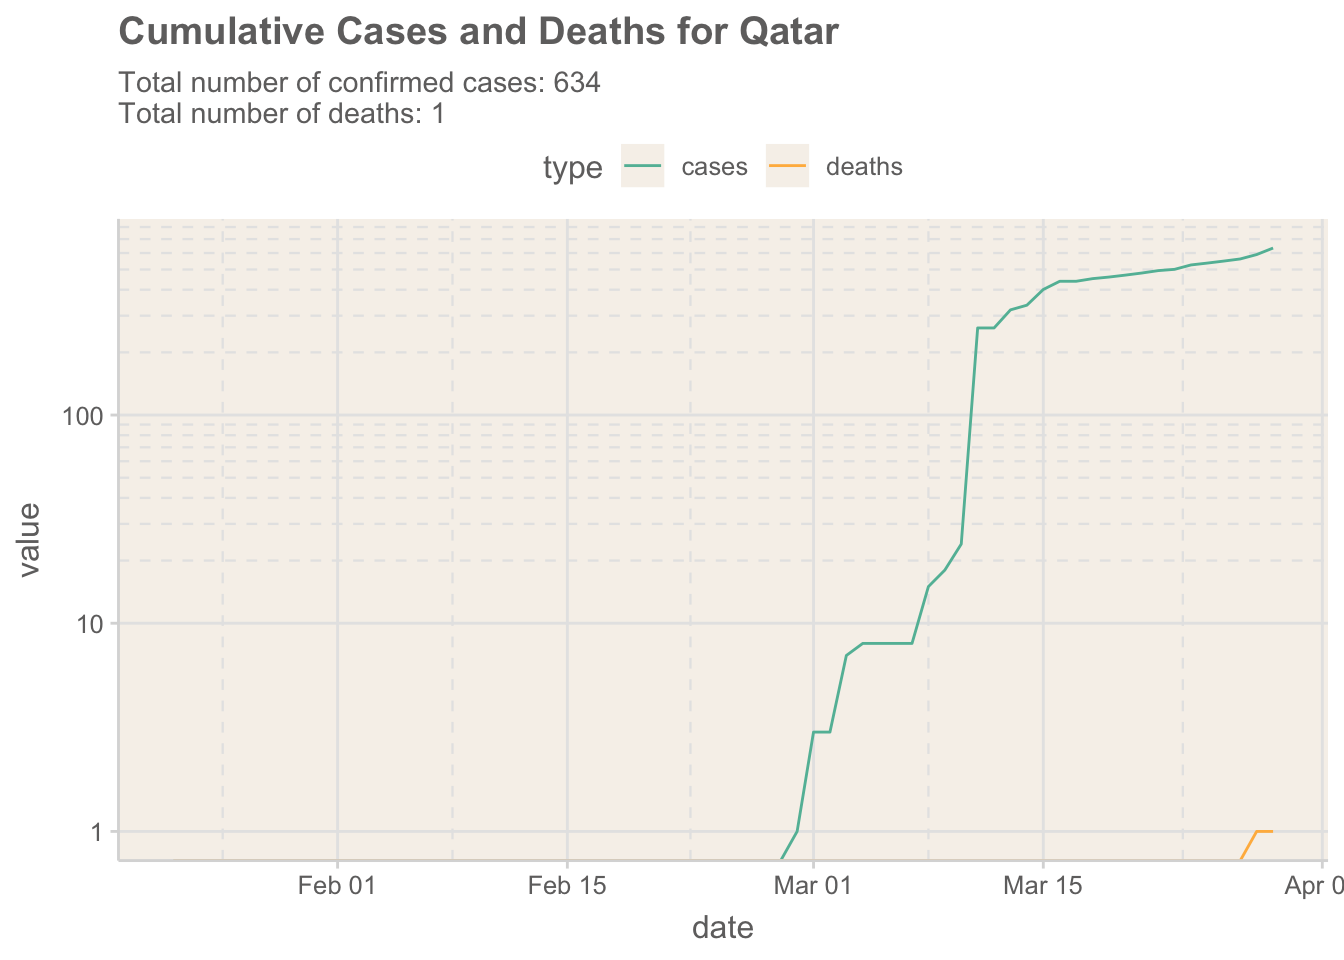 Cumulative Cases and Deaths for Qatar
Total number of confirmed cases: 634
Total number of deaths: 1
type cases deaths
100
10
1
value
Feb 01 Feb 15 Mar 01 Mar 15 Apr 0
date